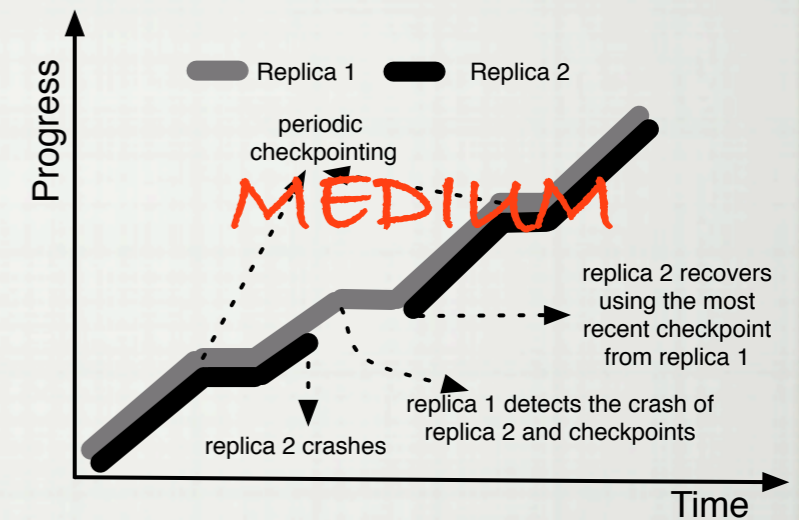 Progress
Replica 1
Replica 2
periodic
checkpointing
MEDIUM
replica 2 recovers
using the most
recent checkpoint
from replica 1
replica 1 detects the crash of
replica 2 and checkpoints
replica 2 crashes
Time